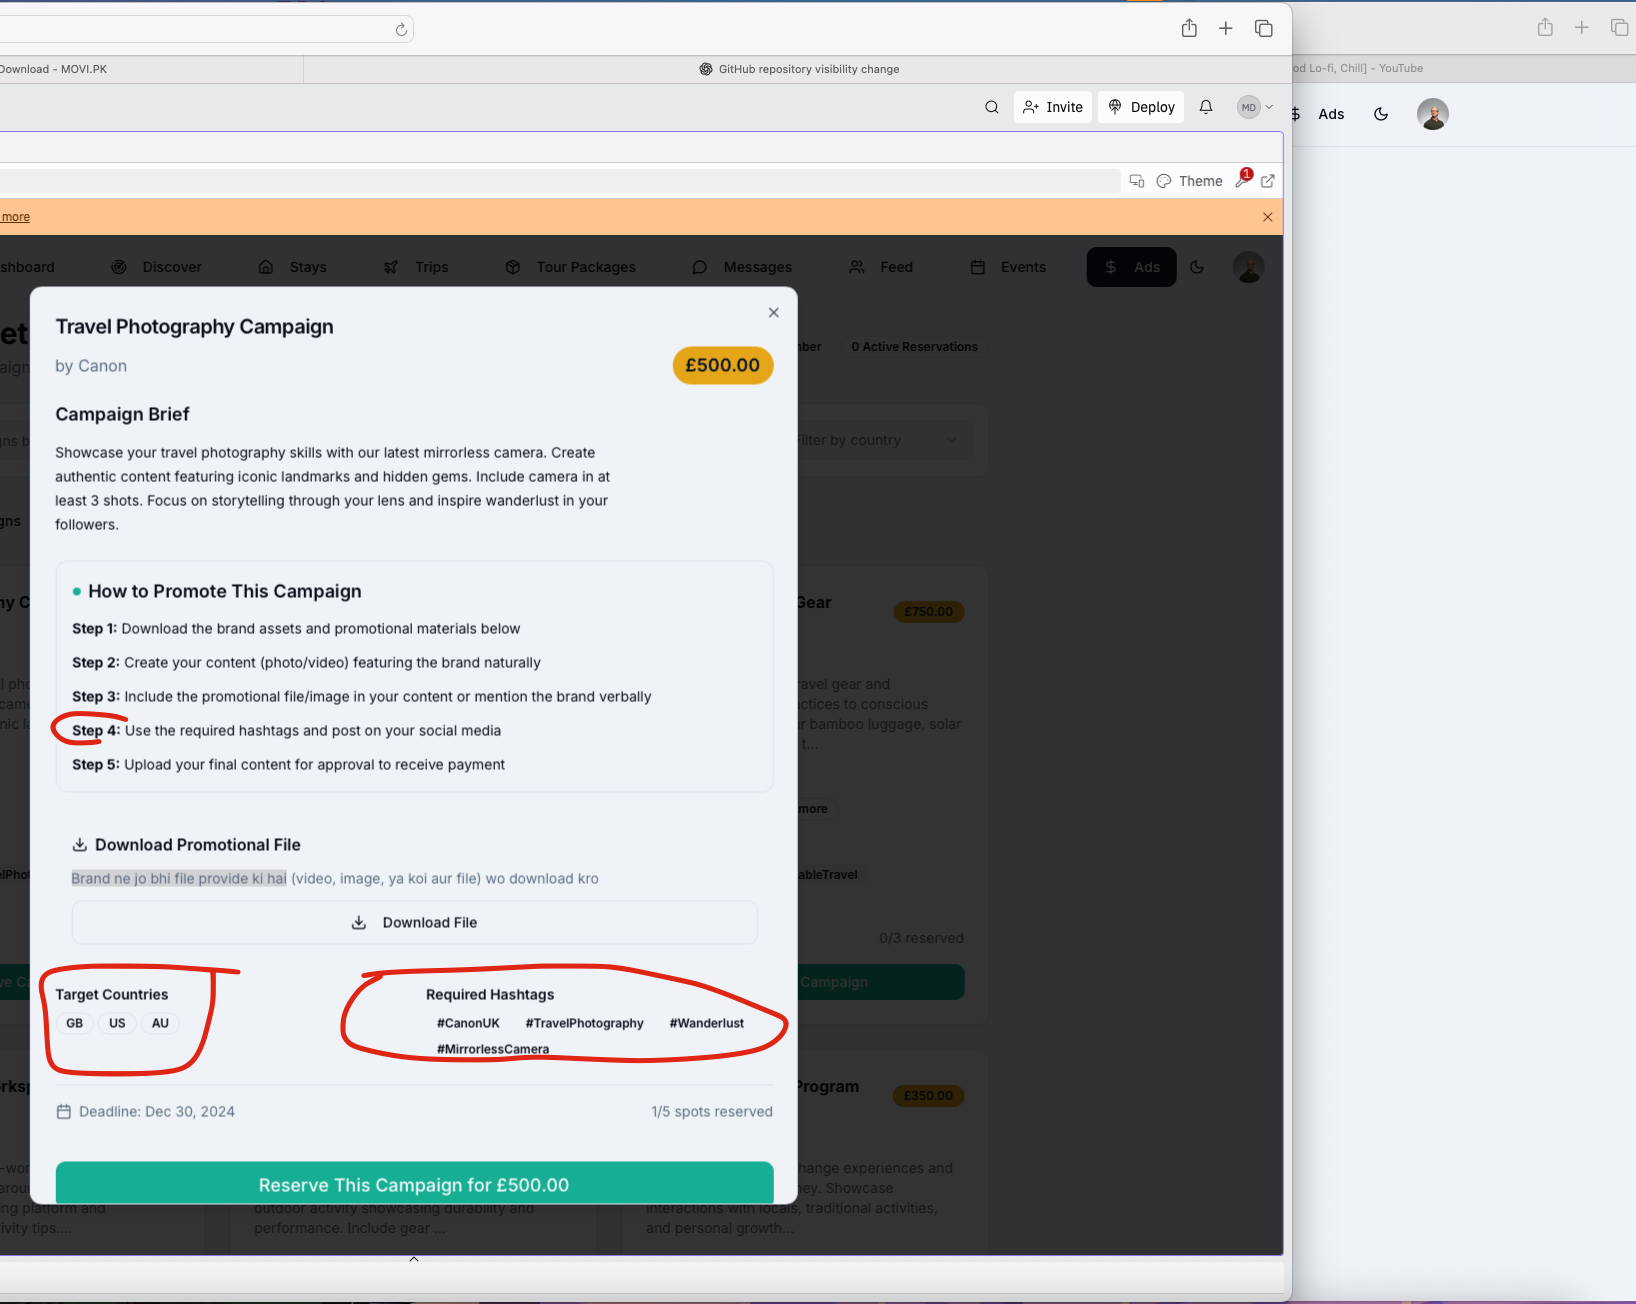 Download - MOVI.PK
GitHub repository visibility change
od Lo-fi, Chill] - YouTube
Invite
Deploy
MD
$ Ads
Theme
1
more
shboard
Discover
Stays
Trips
Tour Packages
Messages
Feed
Events
$ Ads
Travel Photography Campaign
by Canon
£500.00
0 Active Reservations
Campaign Brief
Showcase your travel photography skills with our latest mirrorless camera. Create
authentic content featuring iconic landmarks and hidden gems. Include camera in at
least 3 shots. Focus on storytelling through your lens and inspire wanderlust in your
followers.
Filter by country
How to Promote This Campaign
Step 1: Download the brand assets and promotional materials below
Step 2: Create your content (photo/video) featuring the brand naturally
Step 3: Include the promotional file/image in your content or mention the brand verbally
Step 4: Use the required hashtags and post on your social media
Step 5: Upload your final content for approval to receive payment
Gear
£750.00
ravel gear and
actices to conscious
r bamboo luggage, solar
t...
more
Download Promotional File
Brand ne jo bhi file provide ki hai (video, image, ya koi aur file) wo download kro
Download File
ableTravel
0/3 reserved
Campaign
Target Countries
GB US AU
Required Hashtags
#CanonUK #TravelPhotography #Wanderlust
#MirrorlessCamera
Deadline: Dec 30, 2024
1/5 spots reserved
Reserve This Campaign for £500.00
Program
£350.00
hange experiences and
ney. Showcase
interactions with locals, traditional activities,
and personal growth...
outdoor activity showcasing durability and
performance. Include gear ...
ng platform and
ivity tips....